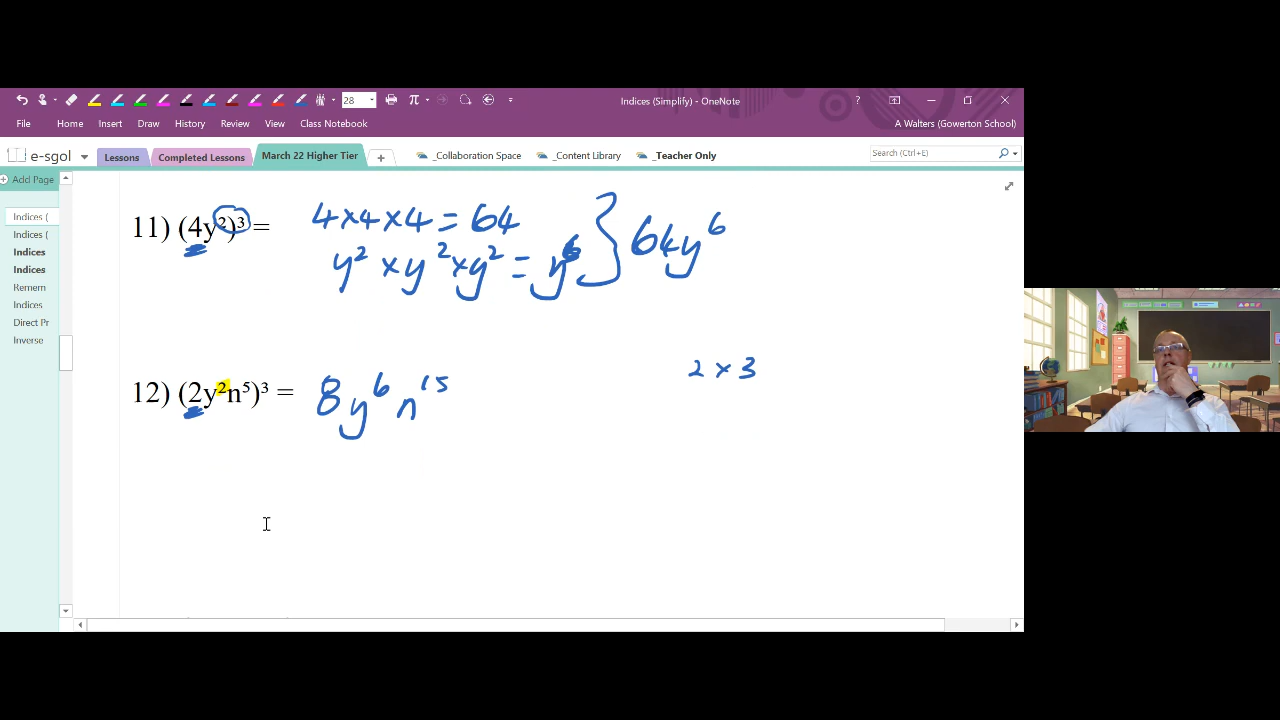 28
Indices (Simplify) - OneNote
?
File Home Insert Draw History Review View Class Notebook
A Walters (Gowerton School)
e-sgol Lessons Completed Lessons March 22 Higher Tier + _Collaboration Space _Content Library _Teacher Only
Search (Ctrl+E)
Add Page
Indices (
Indices (
Indices
Indices
Remem
Indices
Direct Pr
Inverse
11) (4y²)³ = 4 x 4 x 4 = 64
y² x y² x y² = y⁶ } 64y⁶
2 x 3
12) (2y²n⁵)³ = 8y⁶n¹⁵